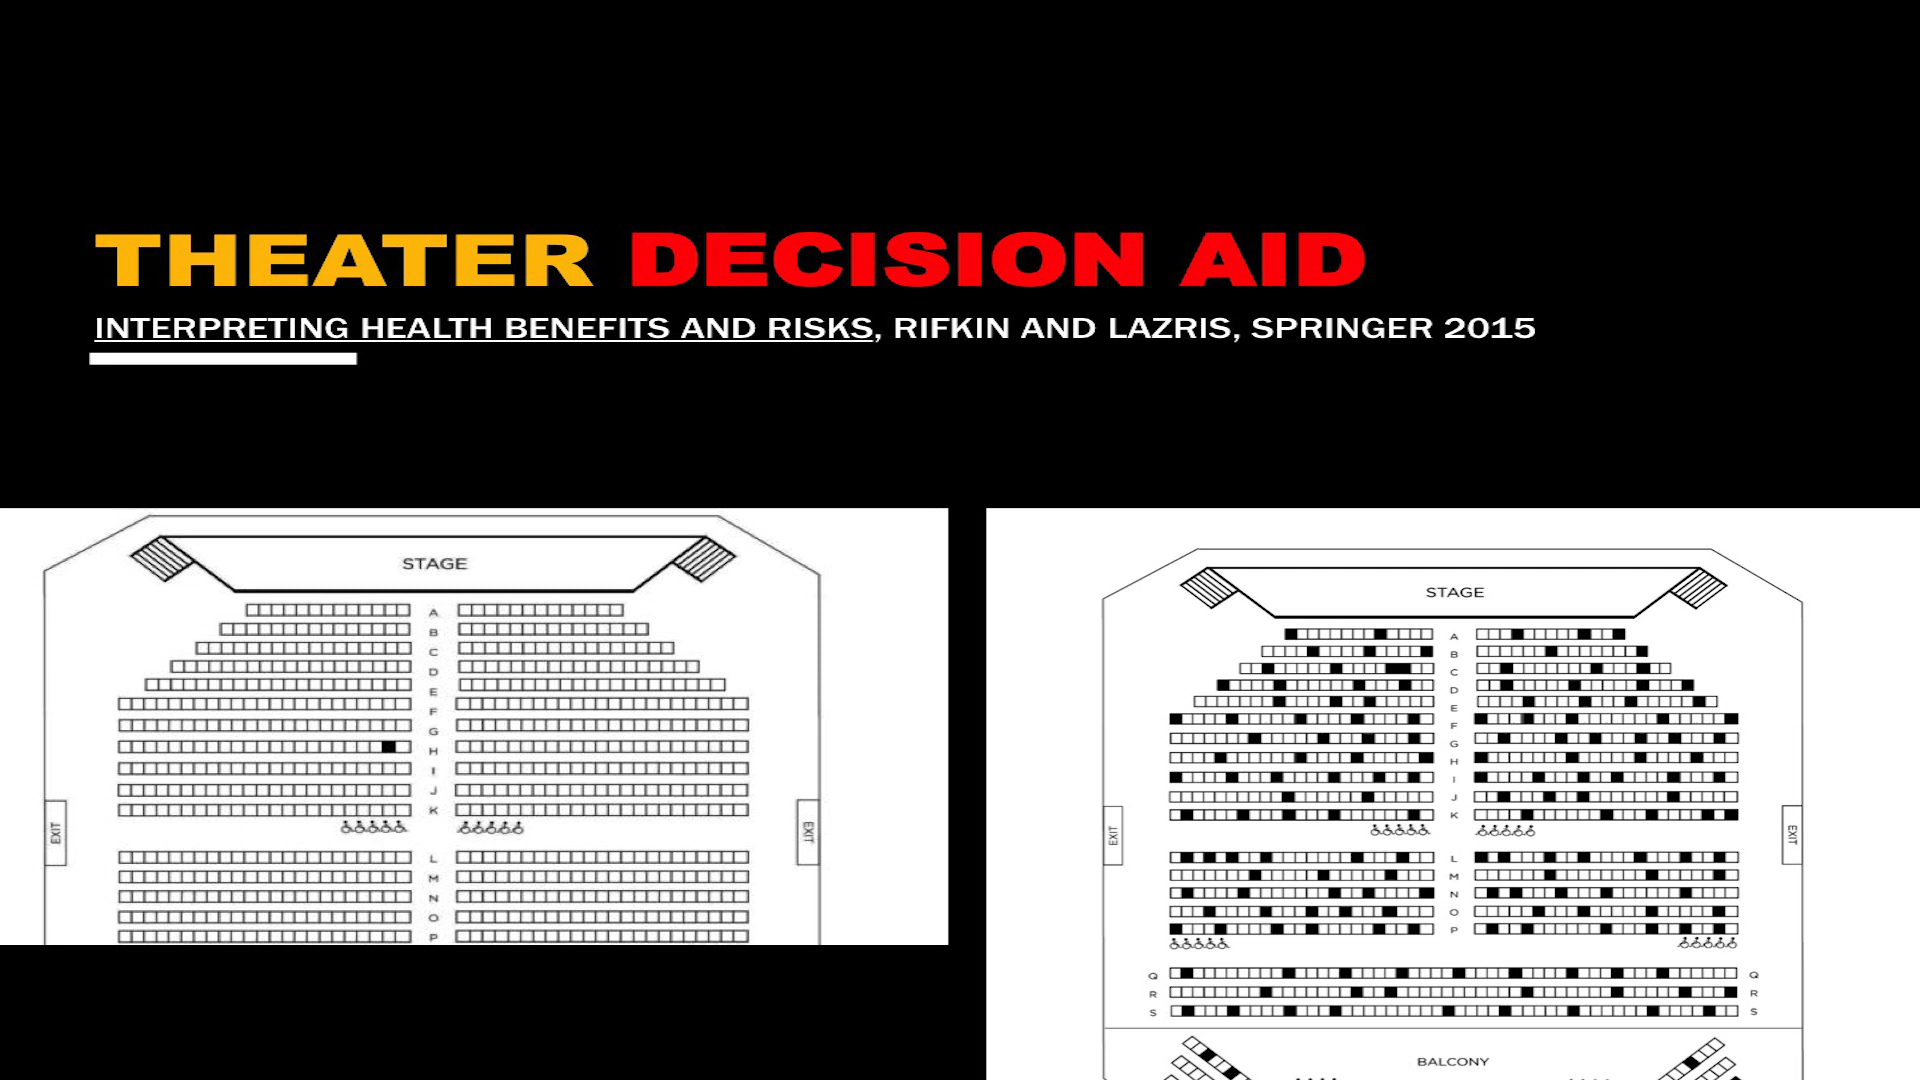 THEATER DECISION AID
INTERPRETING HEALTH BENEFITS AND RISKS, RIFKIN AND LAZRIS, SPRINGER 2015
STAGE
A
B
C
D
E
F
G
H
I
J
K
EXIT
EXIT
L
M
N
O
P
STAGE
A
B
C
D
E
F
G
H
I
J
K
EXIT
EXIT
L
M
N
O
P
Q Q
R R
S S
BALCONY